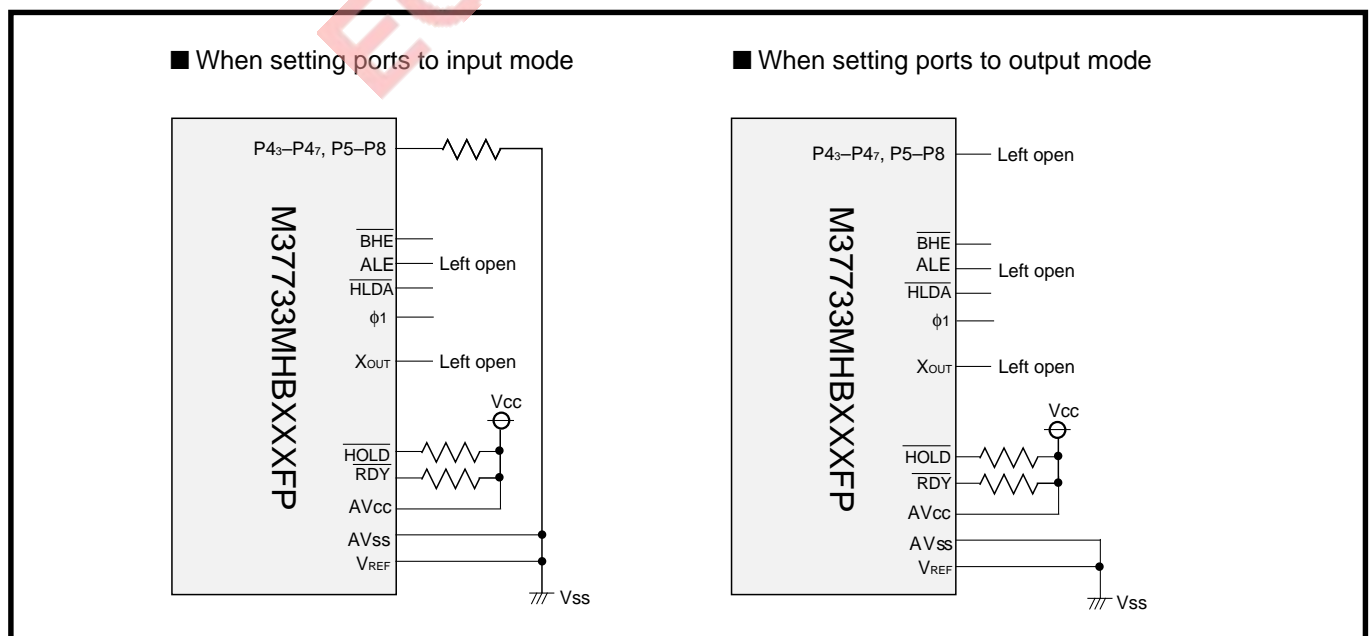 ■ When setting ports to input mode
P43–P47, P5–P8
M37733MHBXXXFP
BHE
ALE
Left open
HLDA
ϕ1
XOUT
Left open
Vcc
HOLD
RDY
AVcc
AVss
VREF
Vss
■ When setting ports to output mode
P43–P47, P5–P8
Left open
M37733MHBXXXFP
BHE
ALE
Left open
HLDA
ϕ1
XOUT
Left open
Vcc
HOLD
RDY
AVcc
AVss
VREF
Vss